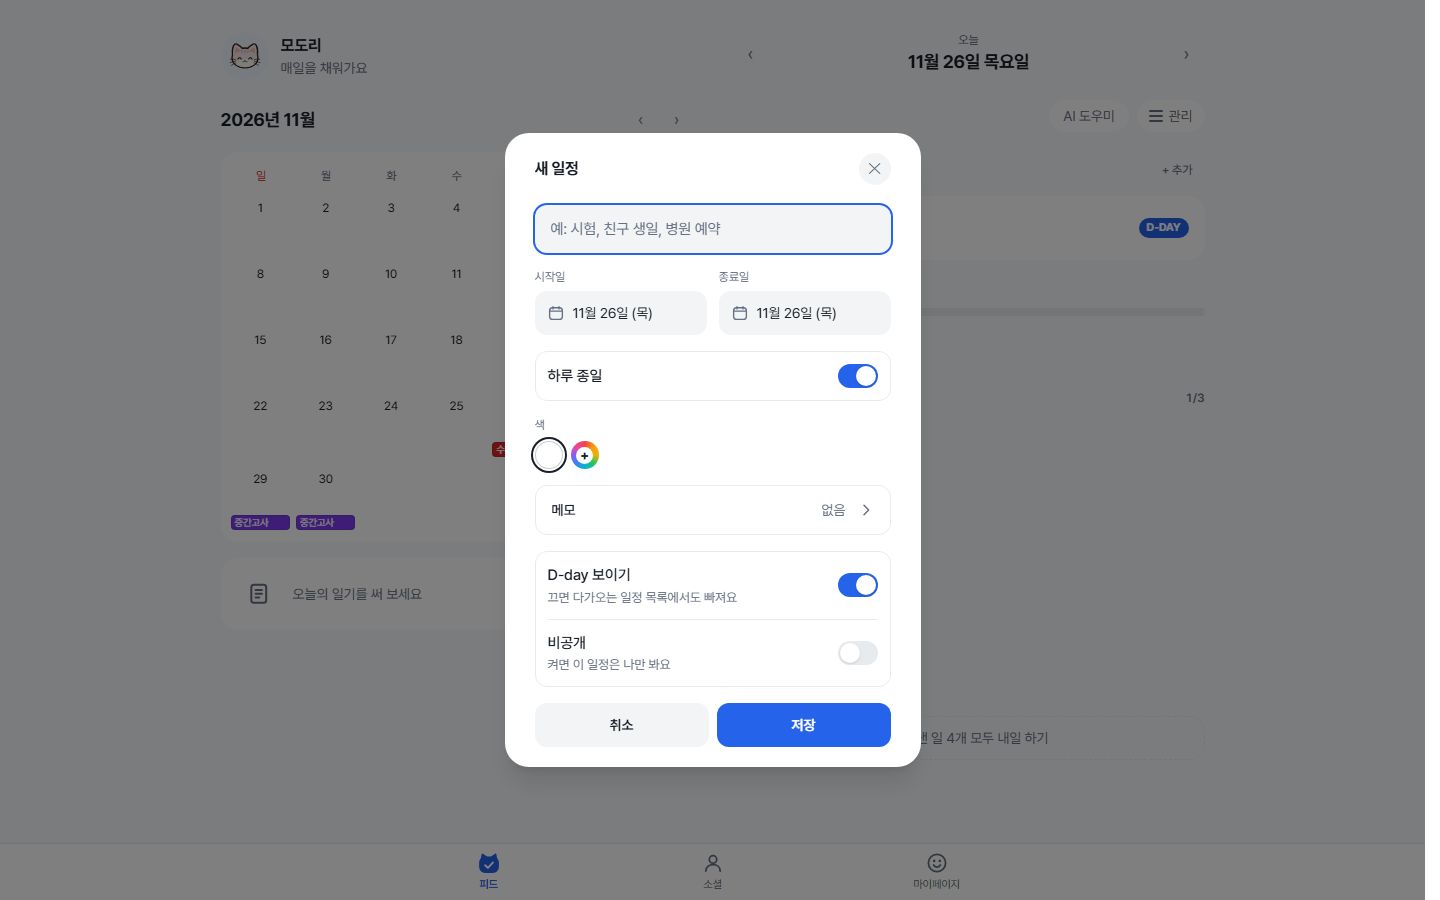 모도리
매일을 채워가요
오늘
11월 26일 목요일
2026년 11월
AI 도우미
관리
일 월 화 수
1 2 3 4
8 9 10 11
15 16 17 18
22 23 24 25
29 30
중간고사 중간고사
오늘의 일기를 써 보세요
+ 추가
D-DAY
1/3
일 4개 모두 내일 하기
새 일정
예: 시험, 친구 생일, 병원 예약
시작일 종료일
11월 26일 (목) 11월 26일 (목)
하루 종일
색
메모 없음
D-day 보이기
끄면 다가오는 일정 목록에서도 빠져요
비공개
켜면 이 일정은 나만 봐요
취소 저장
피드 소셜 마이페이지